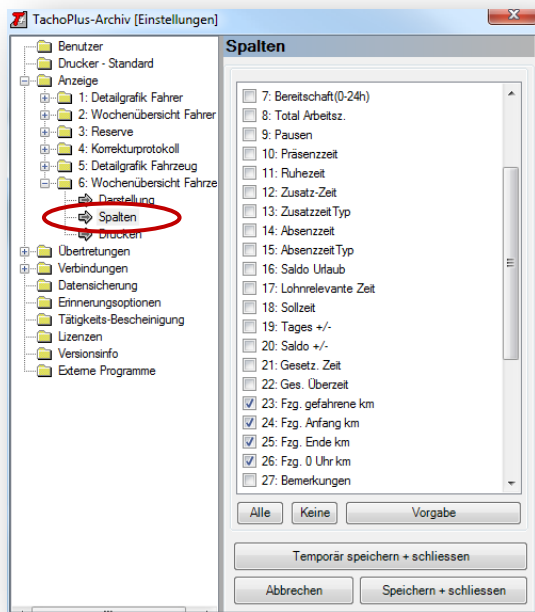 TachoPlus-Archiv [Einstellungen]
Benutzer
Drucker - Standard
Anzeige
1: Detailgrafik Fahrer
2: Wochenübersicht Fahrer
3: Reserve
4: Korrekturprotokoll
5: Detailgrafik Fahrzeug
6: Wochenübersicht Fahrze
Darstellung
Spalten
Drucken
Übertretungen
Verbindungen
Datensicherung
Erinnerungsoptionen
Tätigkeits-Bescheinigung
Lizenzen
Versionsinfo
Externe Programme
Spalten
7: Bereitschaft(0-24h)
8: Total Arbeitsz.
9: Pausen
10: Präsenzzeit
11: Ruhezeit
12: Zusatz-Zeit
13: ZusatzzeitTyp
14: Absenzzeit
15: AbsenzzeitTyp
16: Saldo Urlaub
17: Lohnrelevante Zeit
18: Sollzeit
19: Tages +/-
20: Saldo +/-
21: Gesetz. Zeit
22: Ges. Überzeit
23: Fzg. gefahrene km
24: Fzg. Anfang km
25: Fzg. Ende km
26: Fzg. 0 Uhr km
27: Bemerkungen
Alle Keine Vorgabe
Temporär speichern + schliessen
Abbrechen Speichern + schliessen